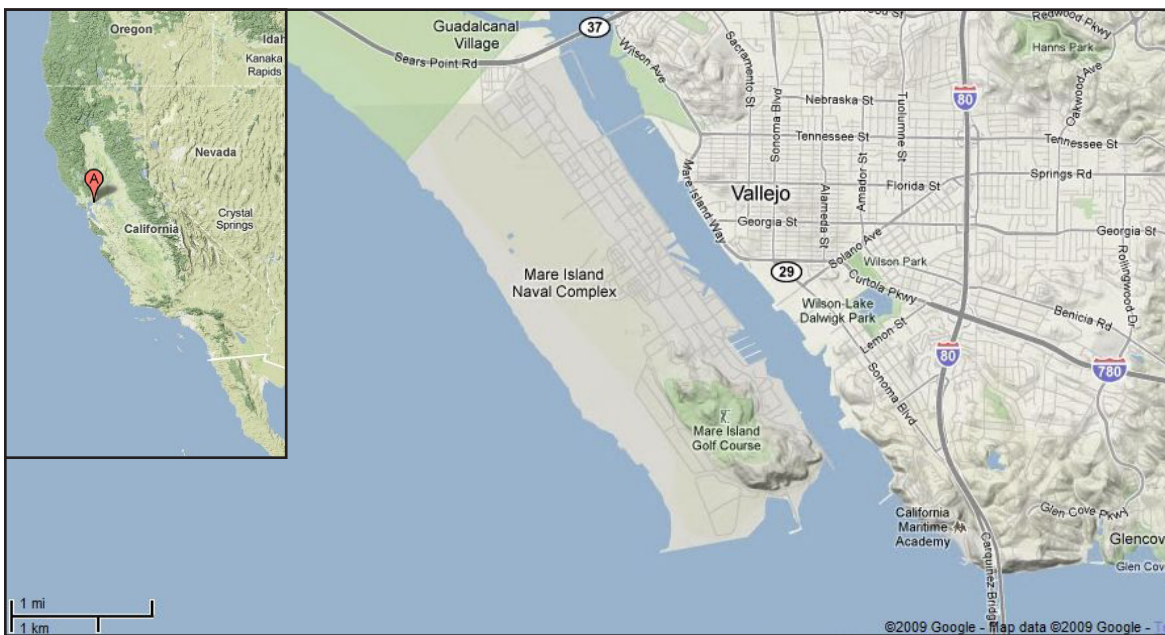 Oregon
Idah
Kanaka
Rapids
Nevada
Crystal
Springs
California
A
Guadalcanal
Village
Sears Point Rd
37
Wilson Ave
Sacramento St
Sonoma Blvd
Tuolumne St
Redwood Pkwy
Hanns Park
Oakwood Ave
80
Nebraska St
Tennessee St
Tennessee St
Mare Island Way
Amador St
Springs Rd
Florida St
Vallejo
Alameda St
Georgia St
Georgia St
Solano Ave
Wilson Park
Rollingwood Dr
Mare Island
Naval Complex
29
Curtola Pkwy
Wilson-Lake
Dalwigk Park
Lemon St
Benicia Rd
80
780
Sonoma Blvd
Mare Island
Golf Course
California
Maritime
Academy
Glen Cove Pkwy
Glencov
Glen Cov
Carquinez Bridge
1 mi
1 km
©2009 Google - Map data ©2009 Google -